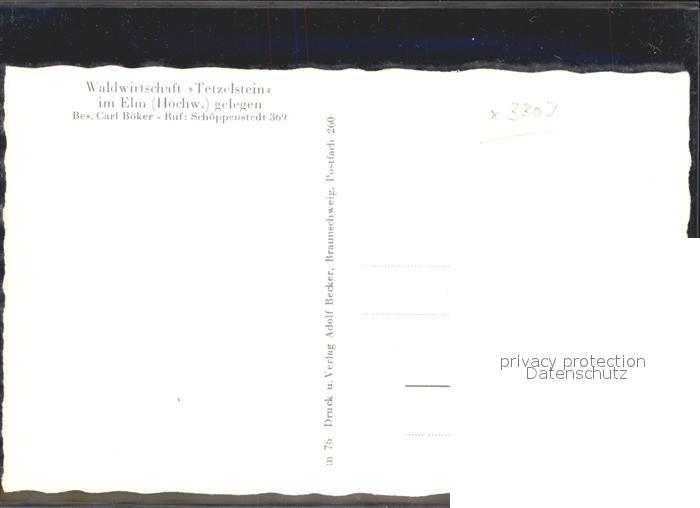 Waldwirtschaft »Tetzelstein«
im Elm (Hochw.) gelegen
Bes. Carl Böker - Ruf: Schöppenstedt 369
m 76 Druck u. Verlag Adolf Becker, Braunschweig, Postfach 260
x 3307
privacy protection
Datenschutz